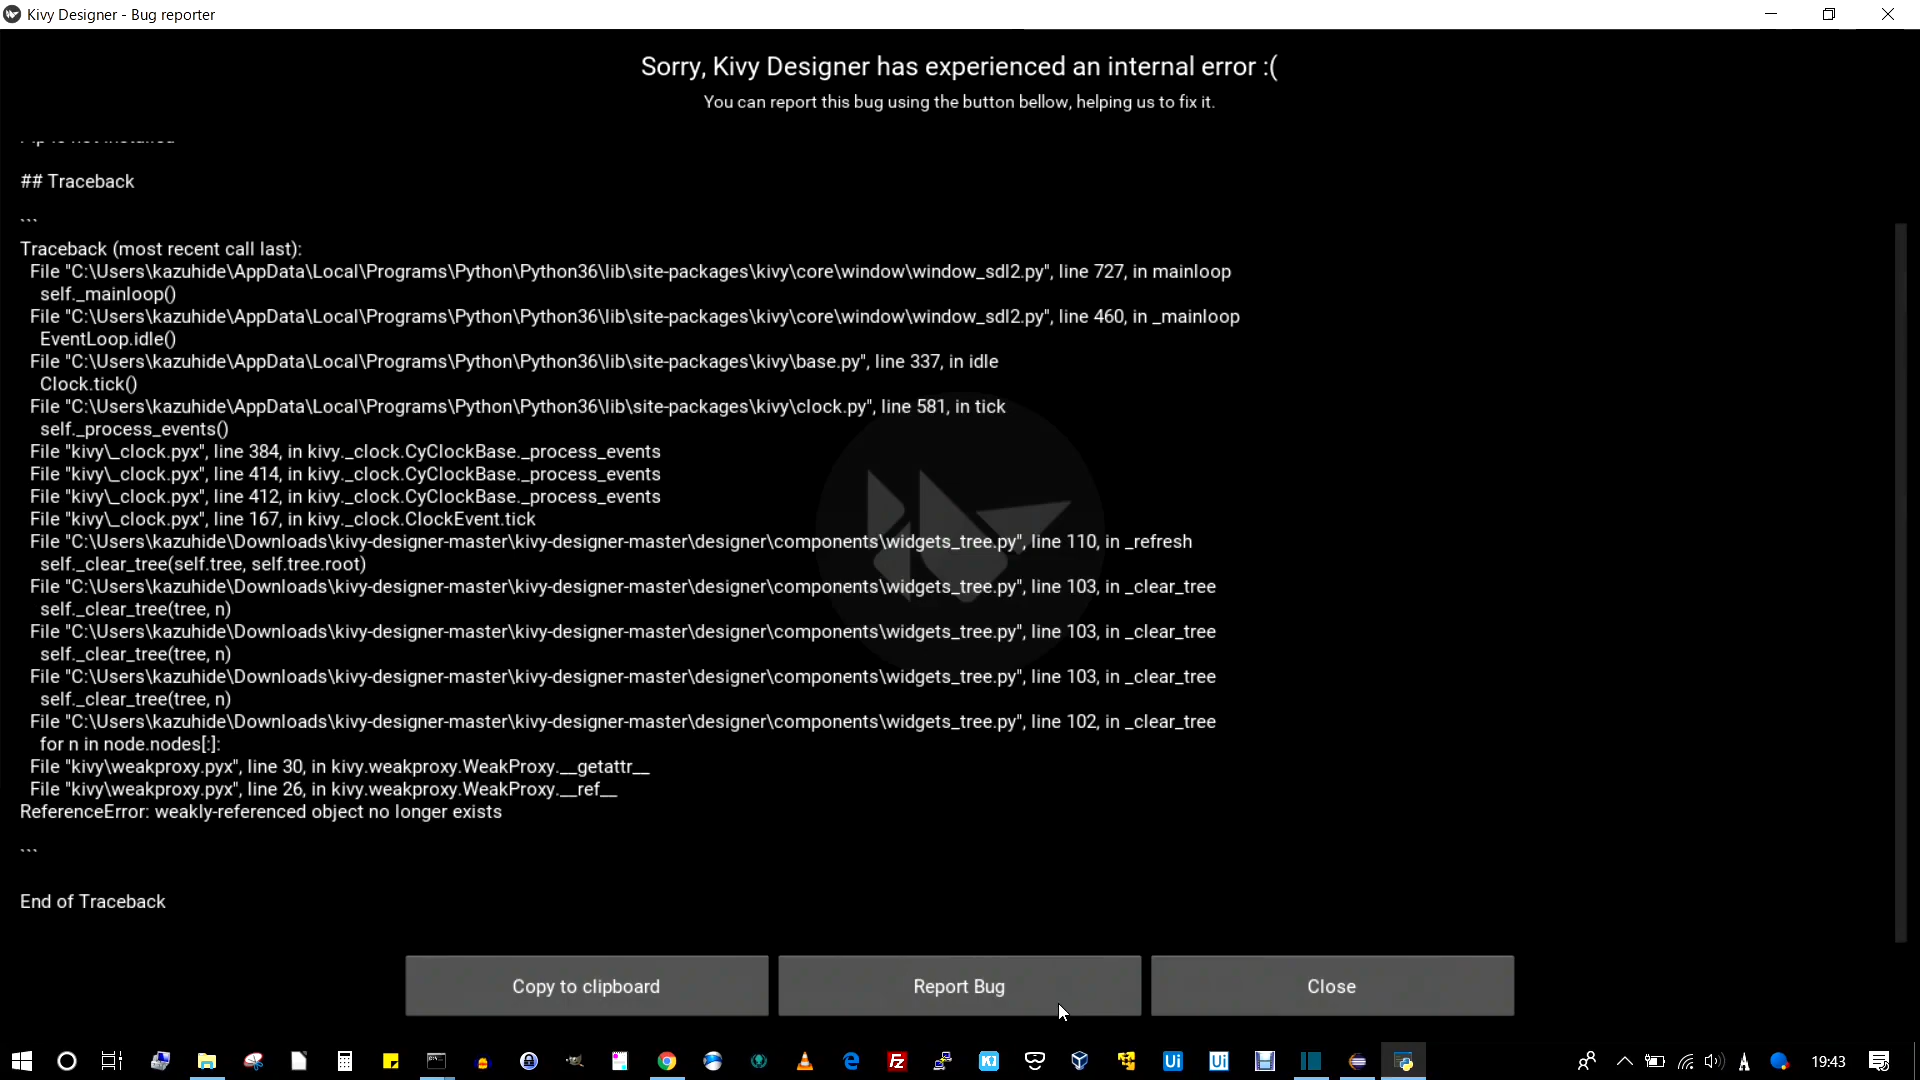 Kivy Designer - Bug reporter
Sorry, Kivy Designer has experienced an internal error :(
You can report this bug using the button bellow, helping us to fix it.
## Traceback
```
Traceback (most recent call last):
File "C:\Users\kazuhide\AppData\Local\Programs\Python\Python36\lib\site-packages\kivy\core\window\window_sdl2.py", line 727, in mainloop
self._mainloop()
File "C:\Users\kazuhide\AppData\Local\Programs\Python\Python36\lib\site-packages\kivy\core\window\window_sdl2.py", line 460, in _mainloop
EventLoop.idle()
File "C:\Users\kazuhide\AppData\Local\Programs\Python\Python36\lib\site-packages\kivy\base.py", line 337, in idle
Clock.tick()
File "C:\Users\kazuhide\AppData\Local\Programs\Python\Python36\lib\site-packages\kivy\clock.py", line 581, in tick
self._process_events()
File "kivy\_clock.pyx", line 384, in kivy._clock.CyClockBase._process_events
File "kivy\_clock.pyx", line 414, in kivy._clock.CyClockBase._process_events
File "kivy\_clock.pyx", line 412, in kivy._clock.CyClockBase._process_events
File "kivy\_clock.pyx", line 167, in kivy._clock.ClockEvent.tick
File "C:\Users\kazuhide\Downloads\kivy-designer-master\kivy-designer-master\designer\components\widgets_tree.py", line 110, in _refresh
self._clear_tree(self.tree, self.tree.root)
File "C:\Users\kazuhide\Downloads\kivy-designer-master\kivy-designer-master\designer\components\widgets_tree.py", line 103, in _clear_tree
self._clear_tree(tree, n)
File "C:\Users\kazuhide\Downloads\kivy-designer-master\kivy-designer-master\designer\components\widgets_tree.py", line 103, in _clear_tree
self._clear_tree(tree, n)
File "C:\Users\kazuhide\Downloads\kivy-designer-master\kivy-designer-master\designer\components\widgets_tree.py", line 103, in _clear_tree
self._clear_tree(tree, n)
File "C:\Users\kazuhide\Downloads\kivy-designer-master\kivy-designer-master\designer\components\widgets_tree.py", line 102, in _clear_tree
for n in node.nodes[:]:
File "kivy\weakproxy.pyx", line 30, in kivy.weakproxy.WeakProxy.__getattr__
File "kivy\weakproxy.pyx", line 26, in kivy.weakproxy.WeakProxy.__ref__
ReferenceError: weakly-referenced object no longer exists
```
End of Traceback
Copy to clipboard
Report Bug
Close
19:43